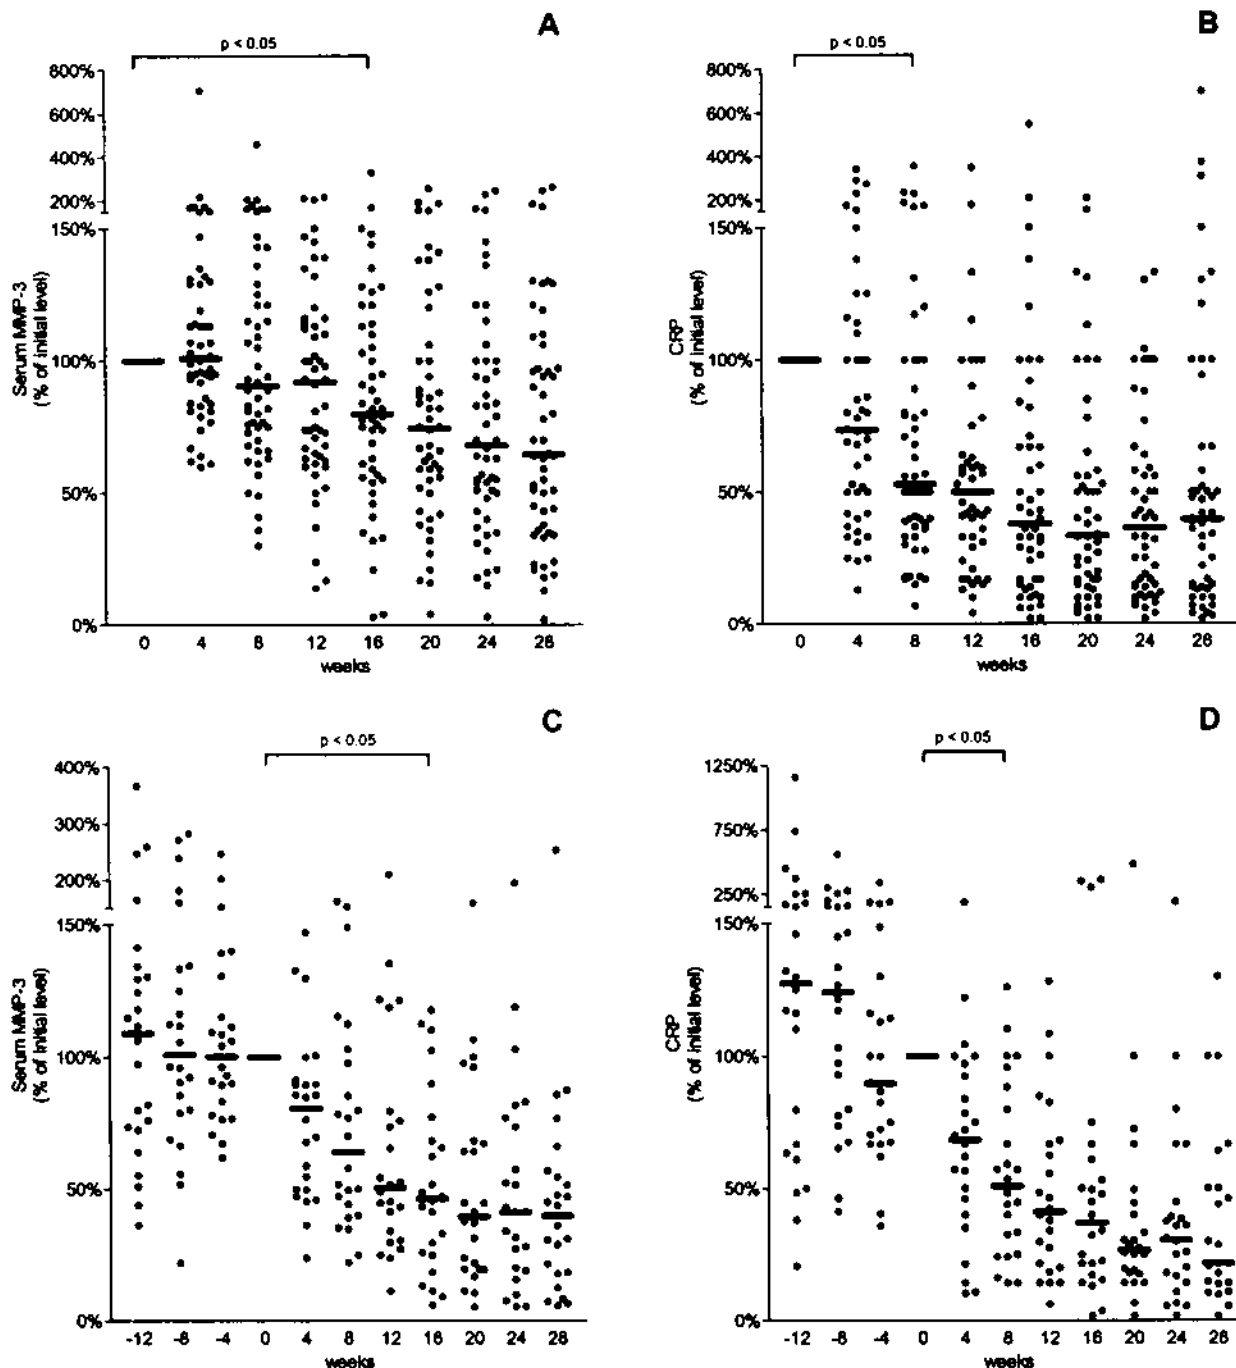 A
p < 0.05
800%
600%
400%
200%
150%
100%
50%
0%
Serum MMP-3
(% of initial level)
0 4 8 12 16 20 24 28
weeks
B
p < 0.05
800%
600%
400%
200%
150%
100%
50%
0%
CRP
(% of initial level)
0 4 8 12 16 20 24 28
weeks
C
p < 0.05
400%
300%
200%
150%
100%
50%
0%
Serum MMP-3
(% of initial level)
-12 -8 -4 0 4 8 12 16 20 24 28
weeks
D
p < 0.05
1250%
750%
250%
150%
100%
50%
0%
CRP
(% of initial level)
-12 -8 -4 0 4 8 12 16 20 24 28
weeks